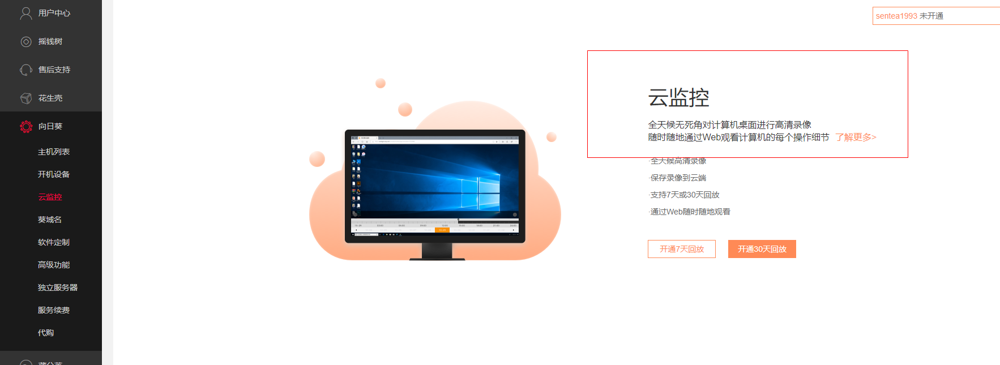 用户中心
摇钱树
售后支持
花生壳
向日葵
主机列表
开机设备
云监控
葵域名
软件定制
高级功能
独立服务器
服务续费
代购
sentea1993 未开通
云监控
全天候无死角对计算机桌面进行高清录像
随时随地通过Web观看计算机的每个操作细节 了解更多>
·全天候高清录像
·保存录像到云端
·支持7天或30天回放
·通过Web随时随地观看
开通7天回放
开通30天回放